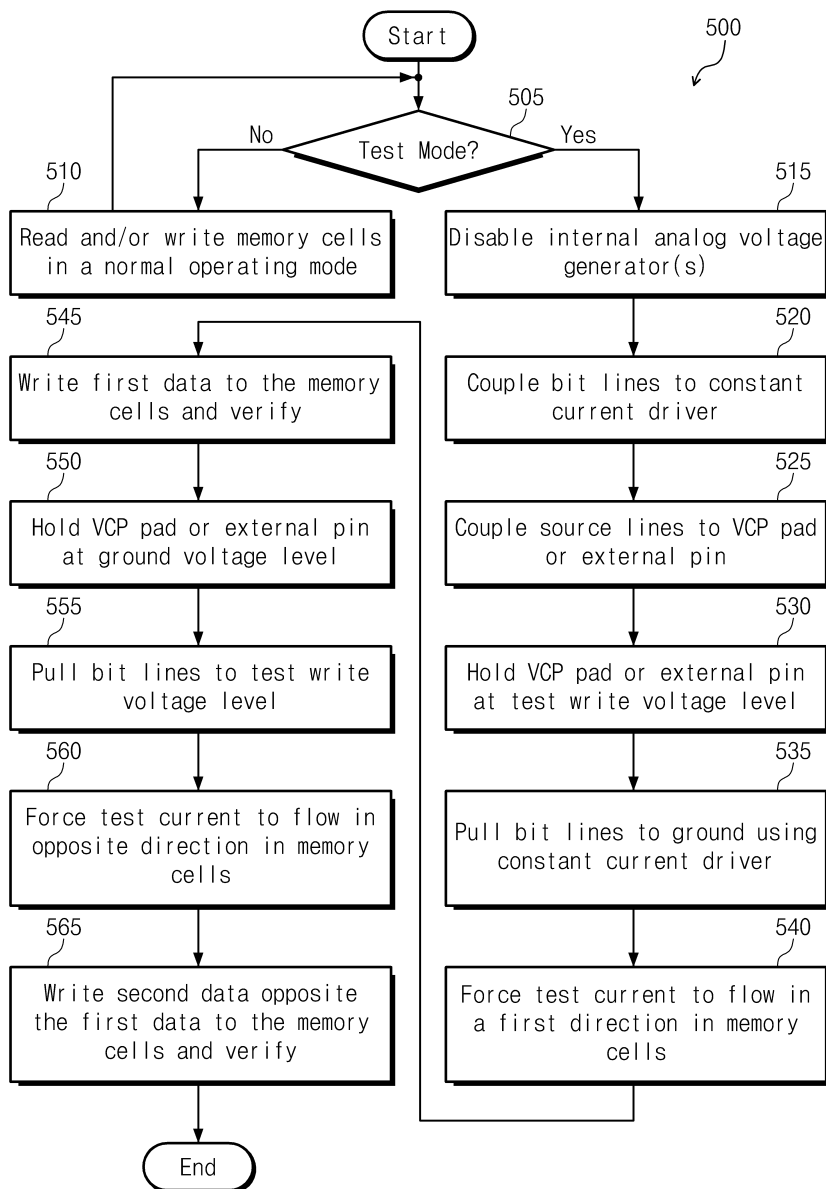 Start
500
505
Test Mode?
No
Yes
510
Read and/or write memory cells
in a normal operating mode
515
Disable internal analog voltage
generator(s)
520
Couple bit lines to constant
current driver
525
Couple source lines to VCP pad
or external pin
530
Hold VCP pad or external pin
at test write voltage level
535
Pull bit lines to ground using
constant current driver
540
Force test current to flow in
a first direction in memory
cells
545
Write first data to the memory
cells and verify
550
Hold VCP pad or external pin
at ground voltage level
555
Pull bit lines to test write
voltage level
560
Force test current to flow in
opposite direction in memory
cells
565
Write second data opposite
the first data to the memory
cells and verify
End